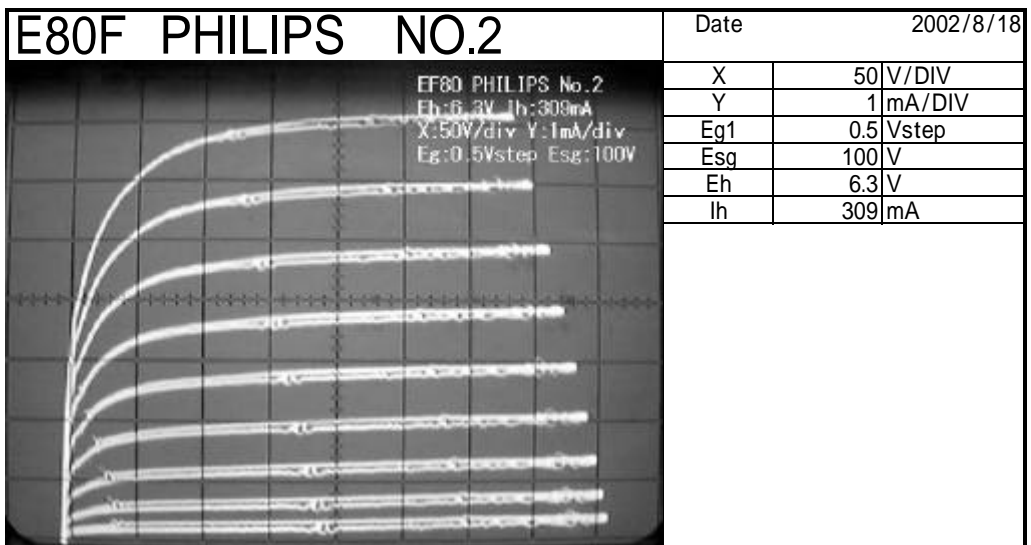 E80F PHILIPS NO.2
Date 2002/8/18
EF80 PHILIPS No.2
Eh:6.3V Ih:309mA
X:50V/div Y:1mA/div
Eg:0.5Vstep Esg:100V
X 50 V/DIV
Y 1 mA/DIV
Eg1 0.5 Vstep
Esg 100 V
Eh 6.3 V
Ih 309 mA